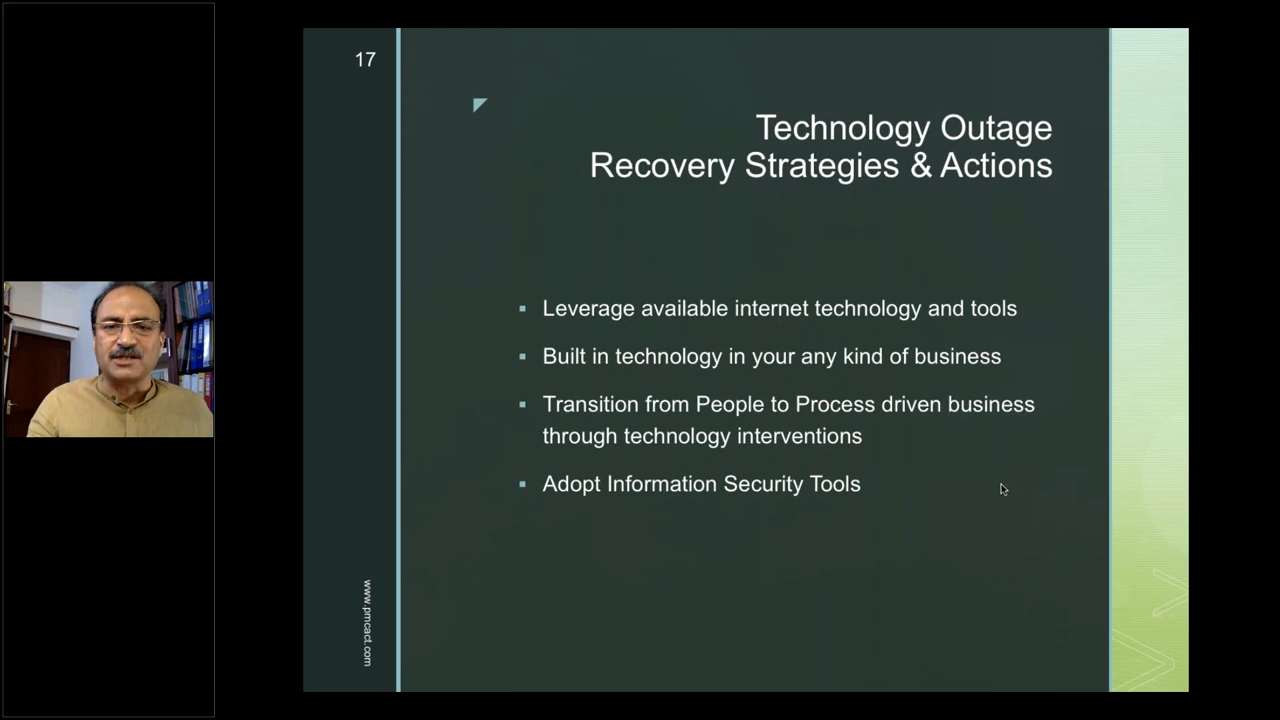 17
Technology Outage
Recovery Strategies & Actions
Leverage available internet technology and tools
Built in technology in your any kind of business
Transition from People to Process driven business
through technology interventions
Adopt Information Security Tools
www.pmcact.com